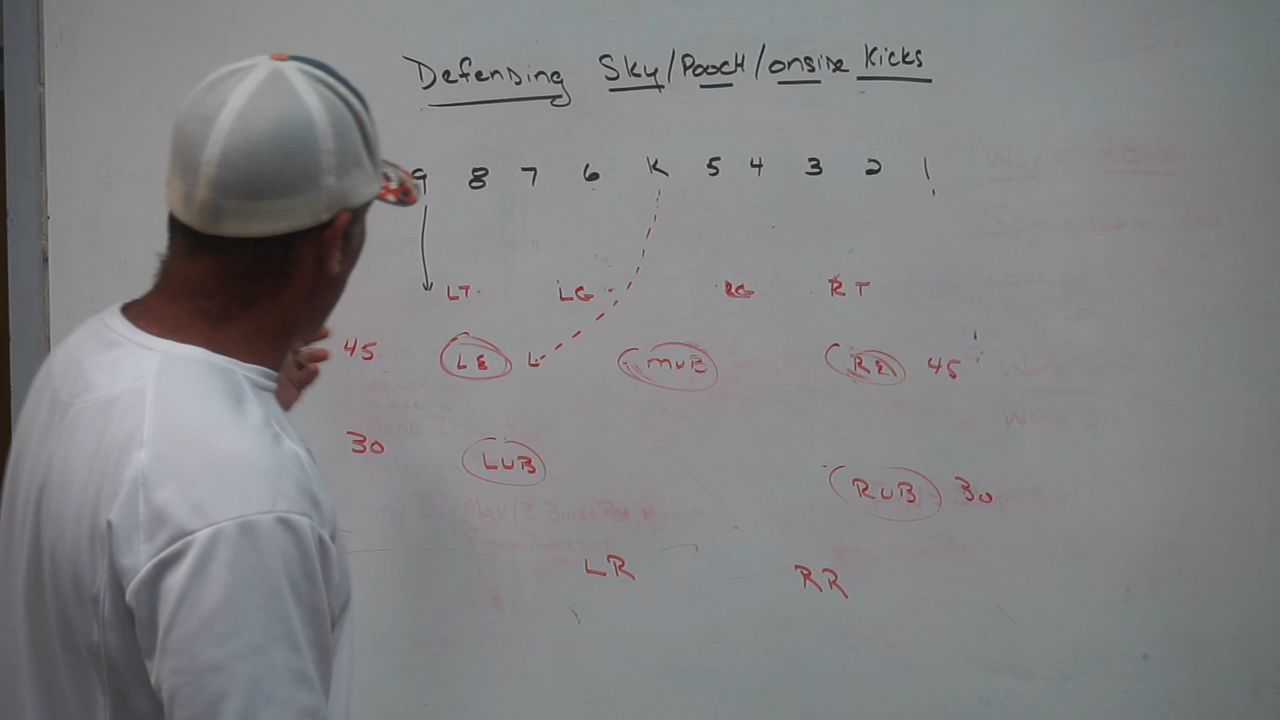 Defending Sky/Pooch/onside Kicks
9 8 7 6 K 5 4 3 2 1
LT LG RG RT
45 LE L MUB RE 45
30 LUB RUB 30
LR RR